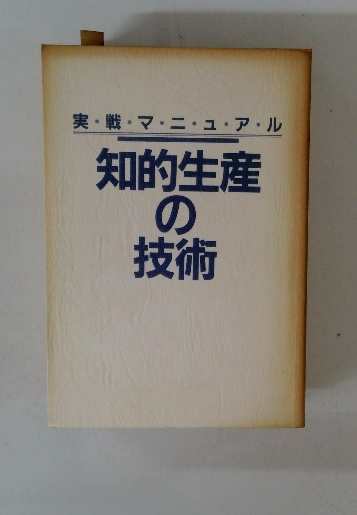 実・戦・マ・ニ・ュ・ア・ル
知的生産
の
技術